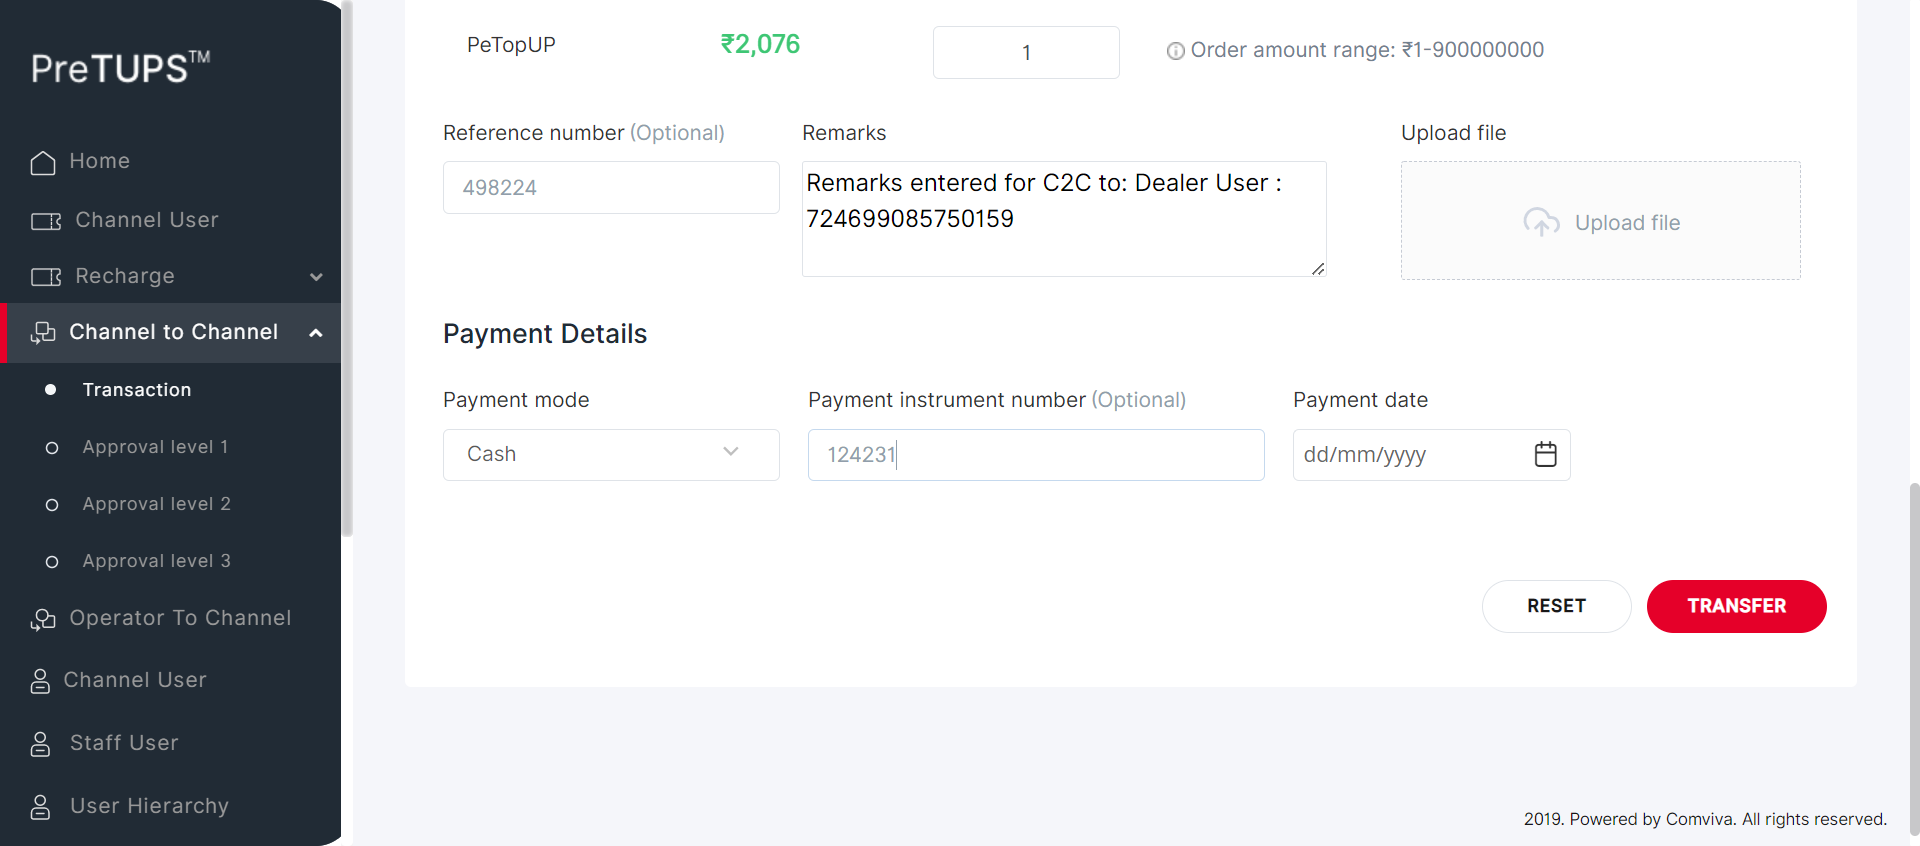 PreTUPS™
Home
Channel User
Recharge
Channel to Channel
Transaction
Approval level 1
Approval level 2
Approval level 3
Operator To Channel
Channel User
Staff User
User Hierarchy
PeTopUP ₹2,076 1 Order amount range: ₹1-900000000
Reference number (Optional) Remarks Upload file
498224
Remarks entered for C2C to: Dealer User :
724699085750159
Upload file
Payment Details
Payment mode Payment instrument number (Optional) Payment date
Cash 124231 dd/mm/yyyy
RESET TRANSFER
2019. Powered by Comviva. All rights reserved.